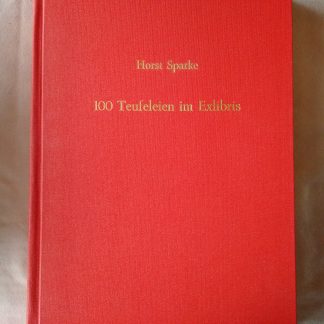 Horst Sparke
100 Teufeleien im Exlibris